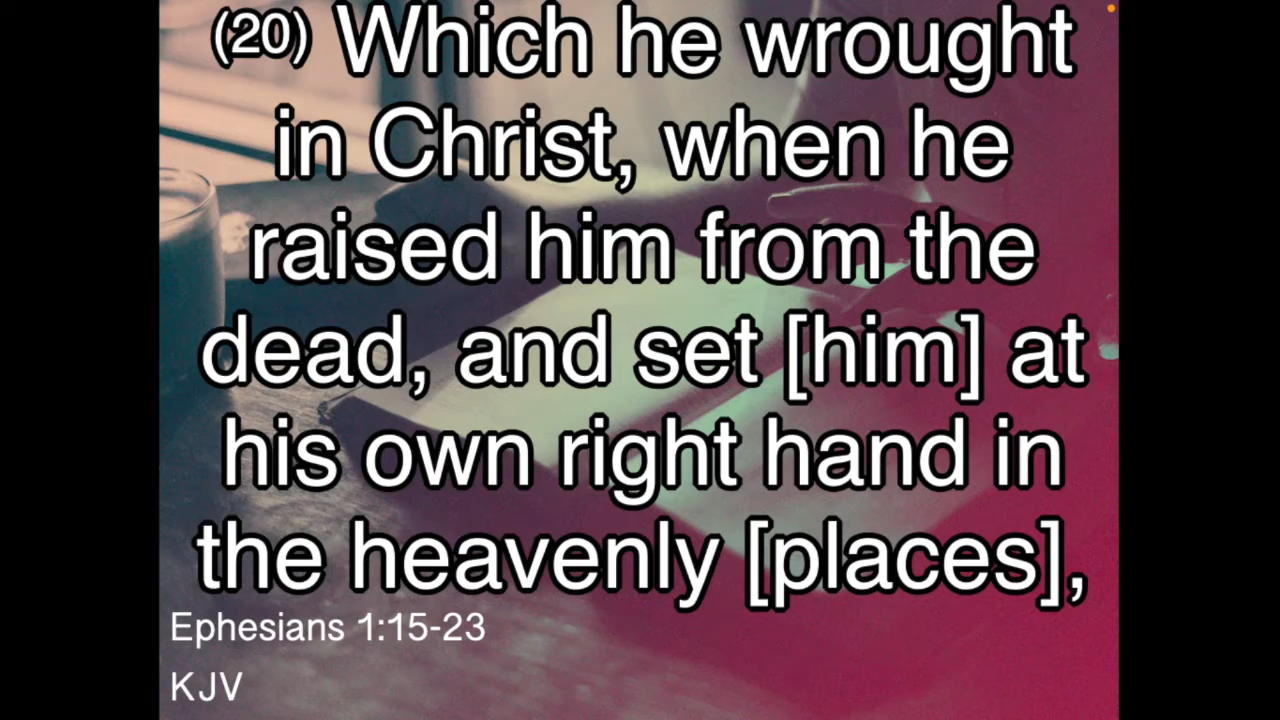 (20) Which he wrought
in Christ, when he
raised him from the
dead, and set [him] at
his own right hand in
the heavenly [places],
Ephesians 1:15-23
KJV